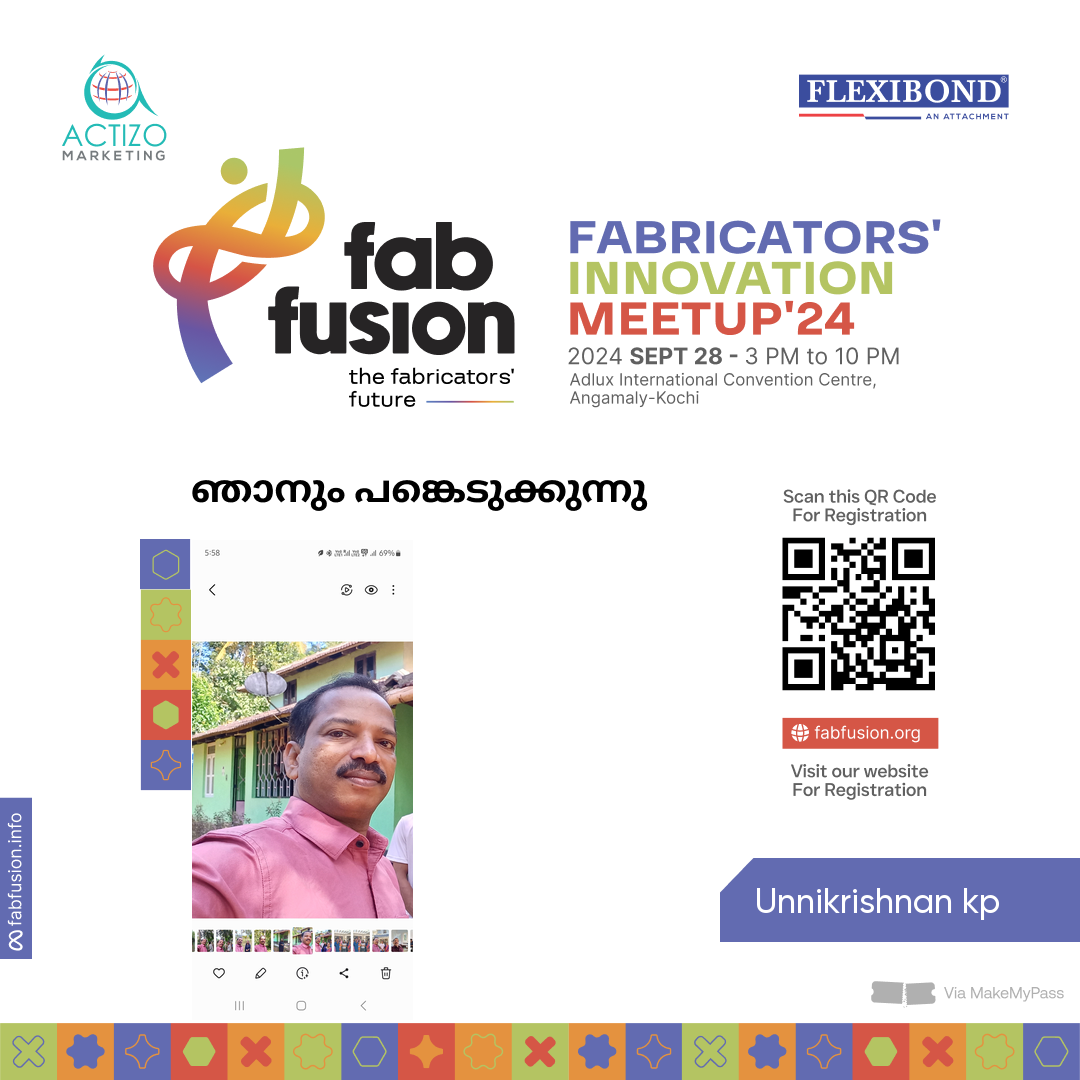 ACTIZO
MARKETING
FLEXIBOND®
AN ATTACHMENT
fab
fusion
the fabricators'
future
FABRICATORS'
INNOVATION
MEETUP'24
2024 SEPT 28 - 3 PM to 10 PM
Adlux International Convention Centre,
Angamaly-Kochi
ഞാനും പങ്കെടുക്കുന്നു
5:58
69%
Scan this QR Code
For Registration
fabfusion.org
Visit our website
For Registration
fabfusion.info
Unnikrishnan kp
Via MakeMyPass